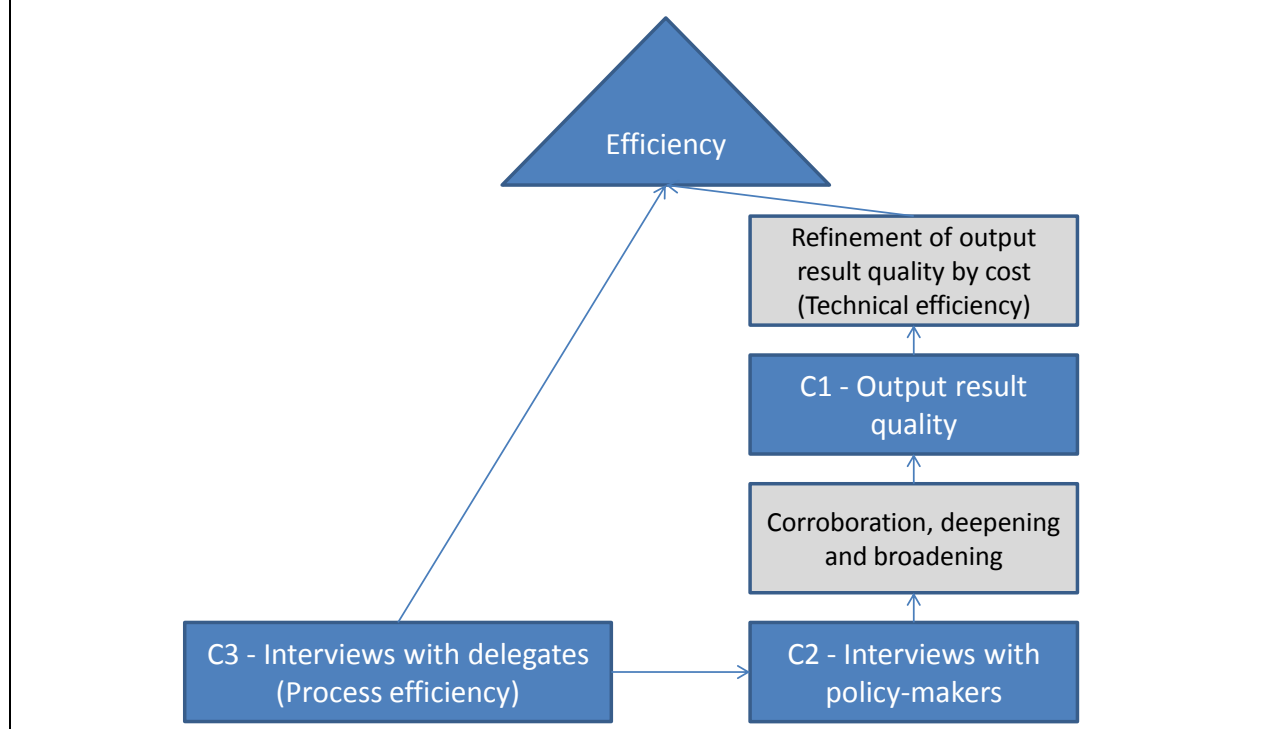 Efficiency
Refinement of output
result quality by cost
(Technical efficiency)
C1 - Output result
quality
Corroboration, deepening
and broadening
C3 - Interviews with delegates
(Process efficiency)
C2 - Interviews with
policy-makers